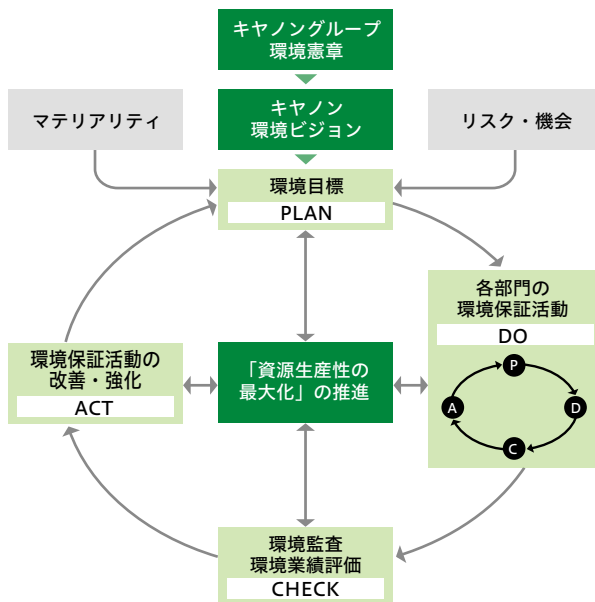 キヤノングループ
環境憲章
マテリアリティ
キヤノン
環境ビジョン
リスク・機会
環境目標
PLAN
各部門の
環境保証活動
DO
P
A
D
C
環境保証活動の
改善・強化
ACT
「資源生産性の
最大化」の推進
環境監査
環境業績評価
CHECK